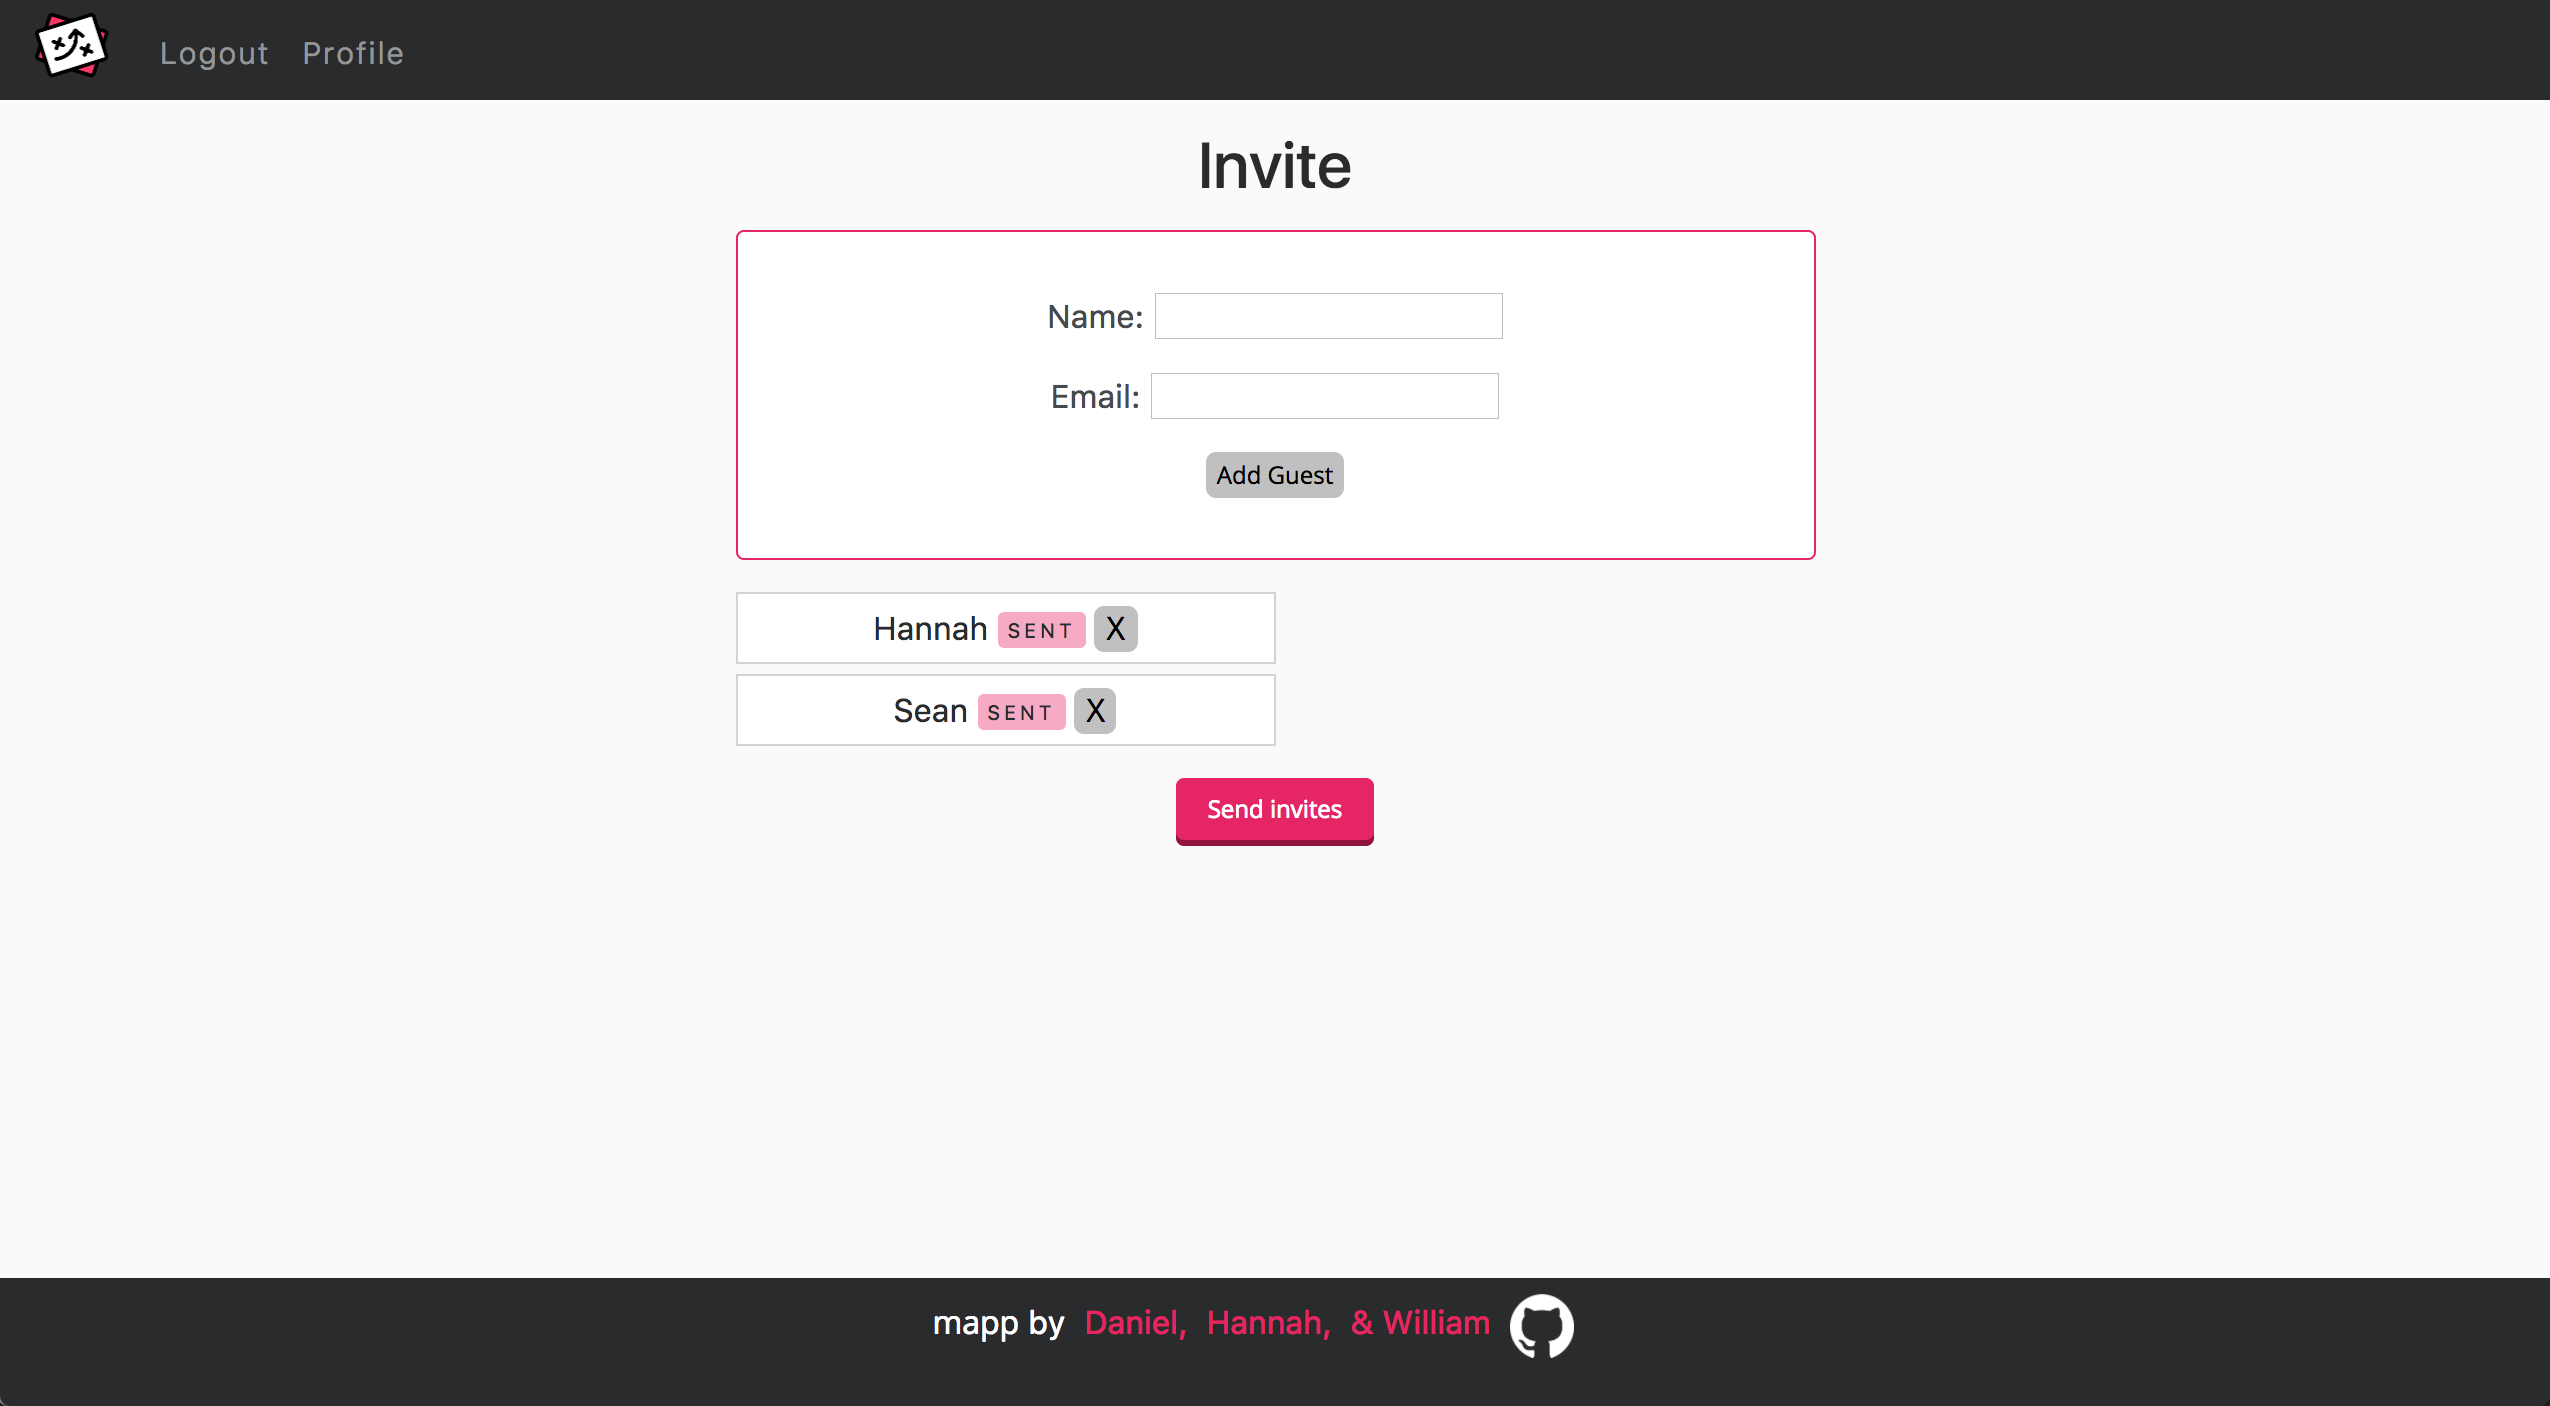 Logout Profile
Invite
Name:
Email:
Add Guest
Hannah SENT X
Sean SENT X
Send invites
mapp by Daniel, Hannah, & William